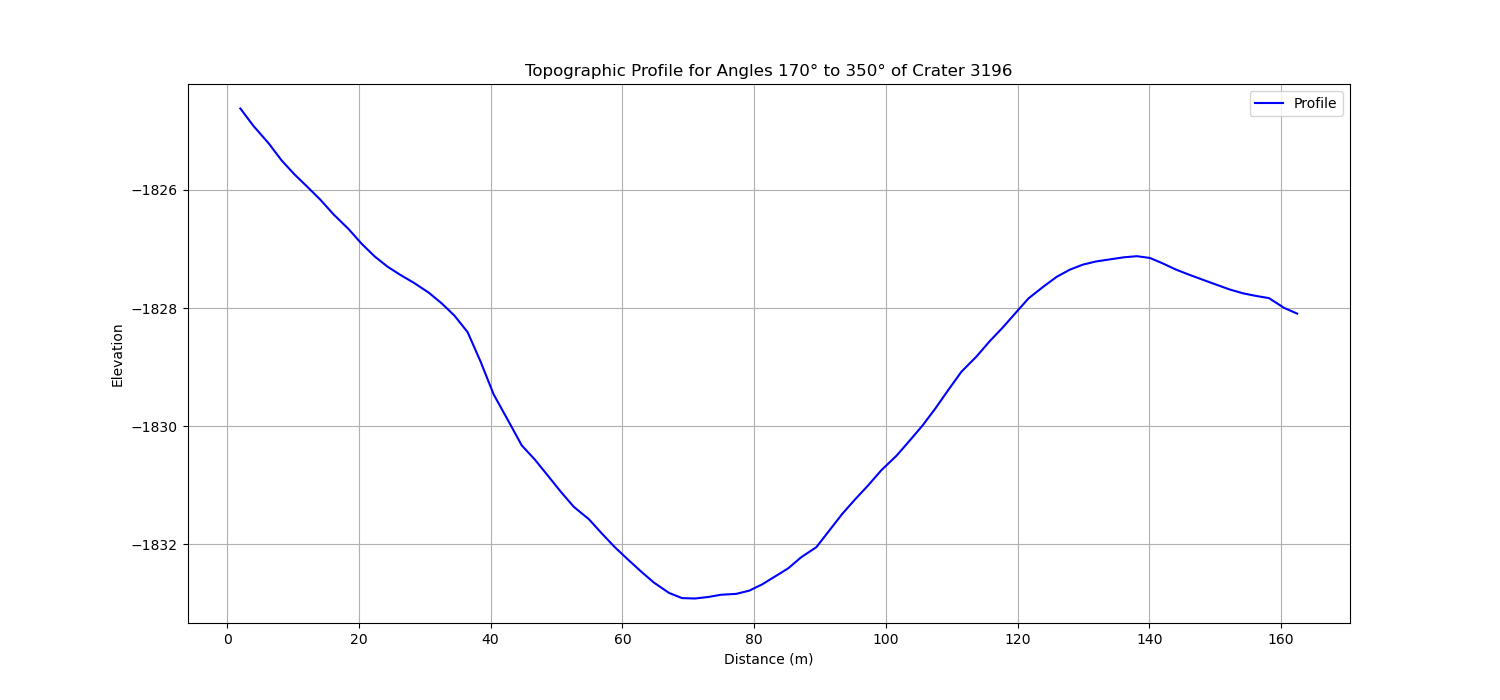 Topographic Profile for Angles 170° to 350° of Crater 3196
Profile
−1826
−1828
−1830
−1832
Elevation
0 20 40 60 80 100 120 140 160
Distance (m)